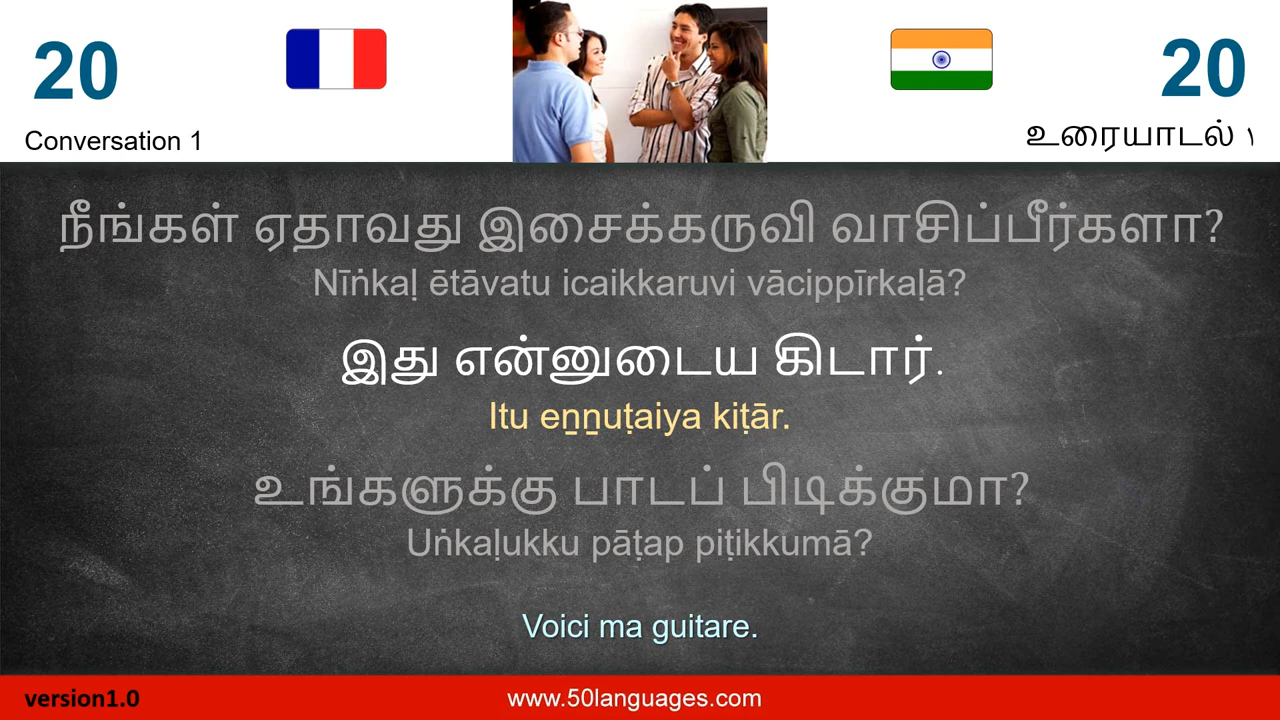 20
20
Conversation 1
உரையாடல் ۱
நீங்கள் ஏதாவது இசைக்கருவி வாசிப்பீர்களா?
Nīṅkaḷ ētāvatu icaikkaruvi vācippīrkaḷā?
இது என்னுடைய கிடார்.
Itu eṉṉuṭaiya kiṭār.
உங்களுக்கு பாடப் பிடிக்குமா?
Uṅkaḷukku pāṭap piṭikkumā?
Voici ma guitare.
version1.0
www.50languages.com